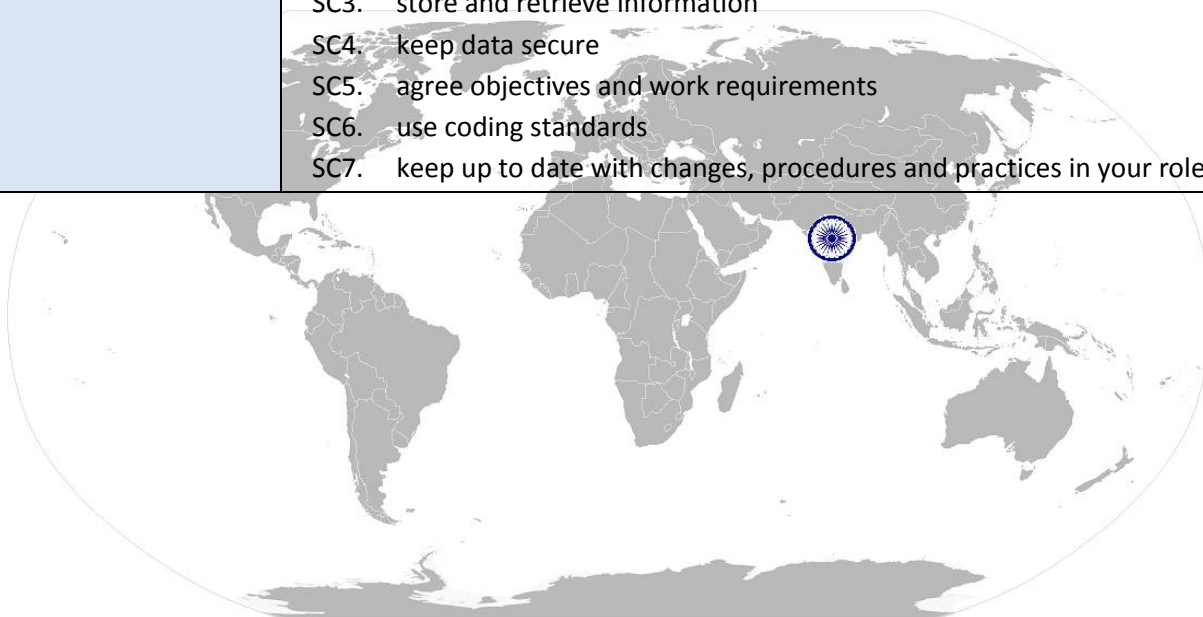 SC3. store and retrieve information
SC4. keep data secure
SC5. agree objectives and work requirements
SC6. use coding standards
SC7. keep up to date with changes, procedures and practices in your role